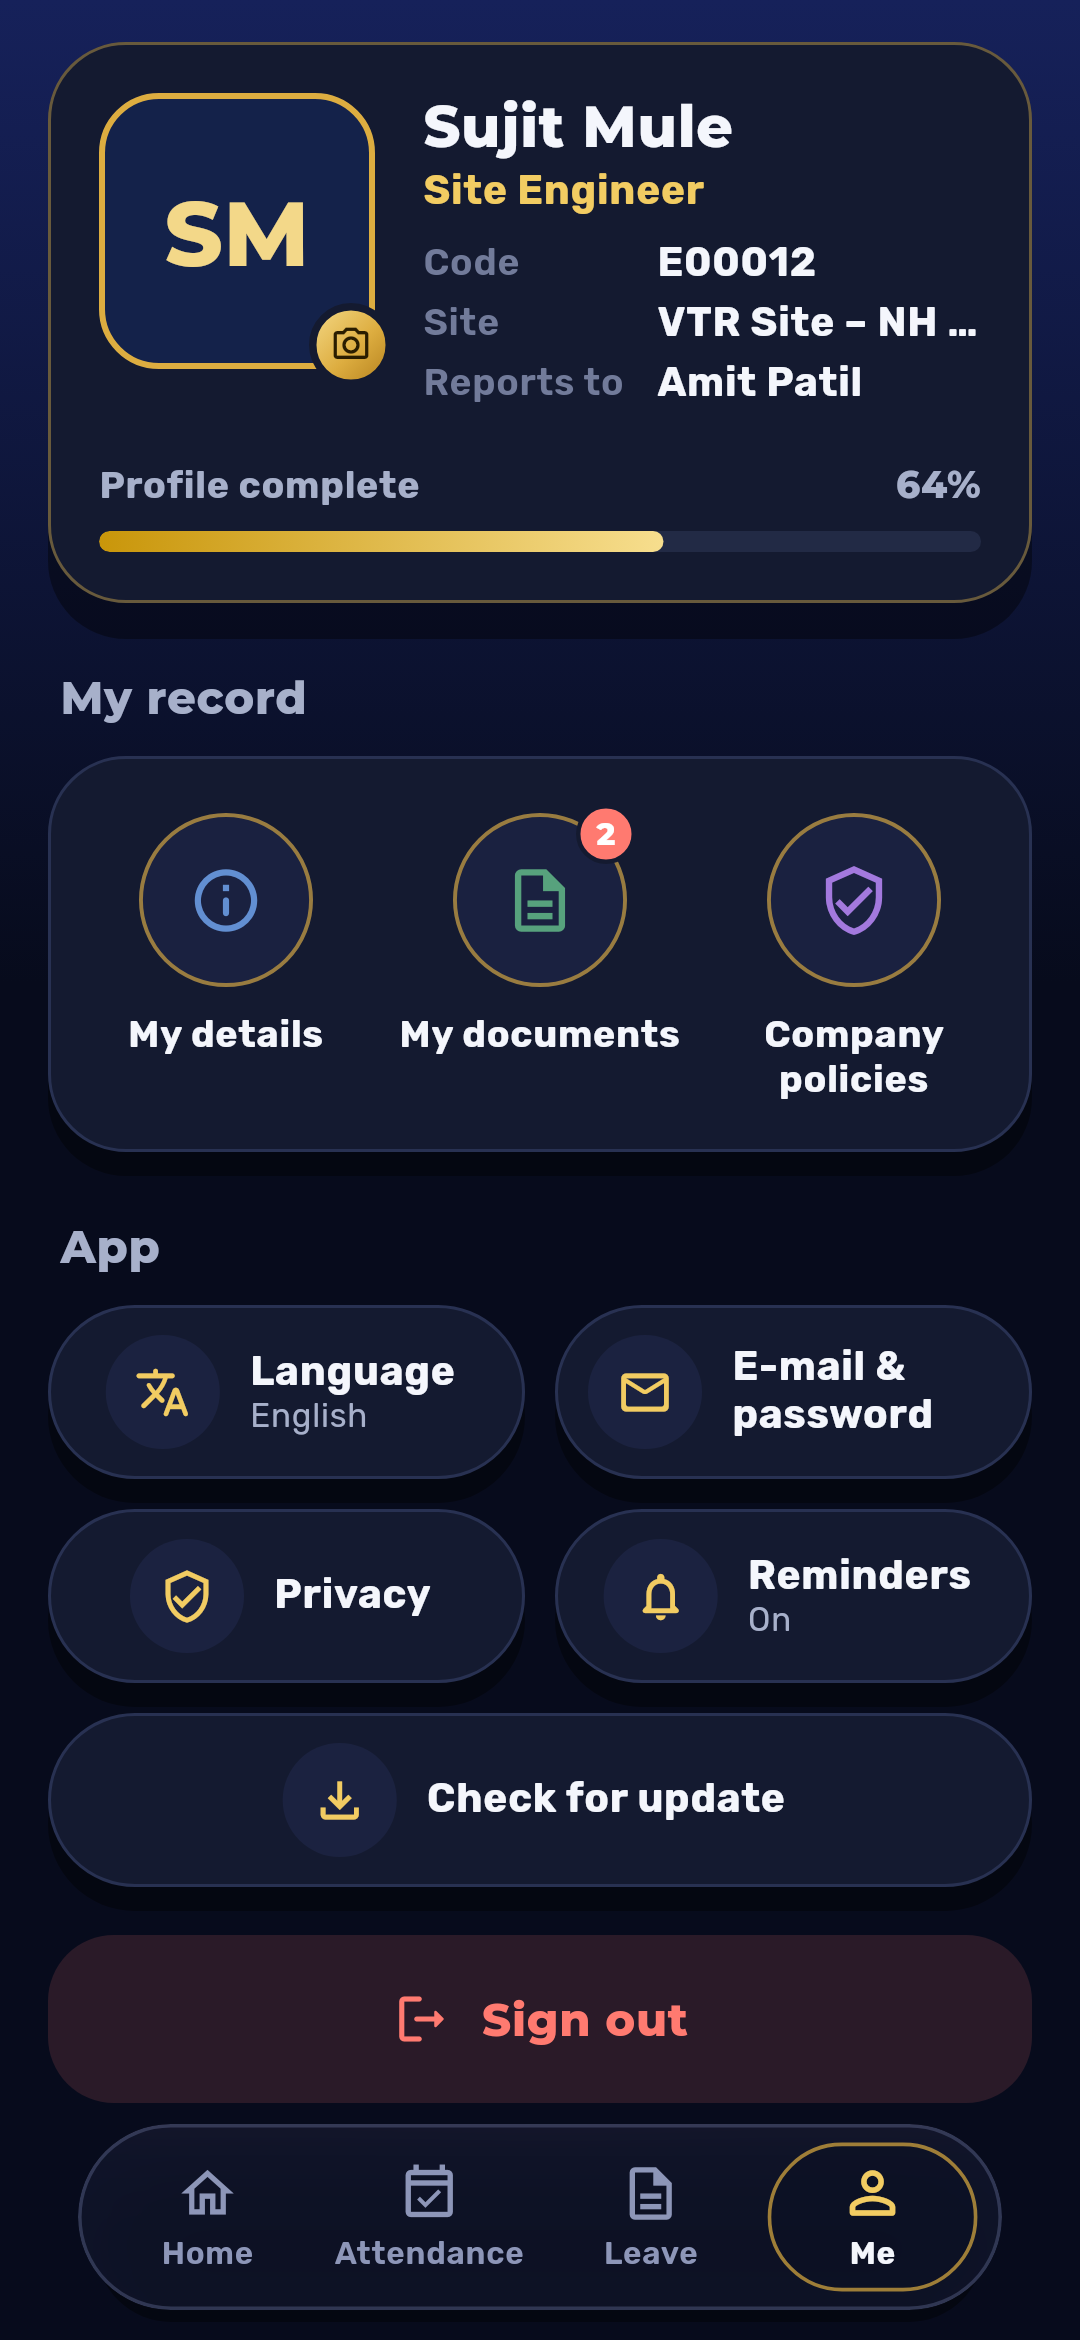 SM
Sujit Mule
Site Engineer
Code E00012
Site VTR Site – NH ...
Reports to Amit Patil
Profile complete 64%
My record
2
My details
My documents
Company
policies
App
Language
English
E-mail &
password
Privacy
Reminders
On
Check for update
Sign out
Home
Attendance
Leave
Me